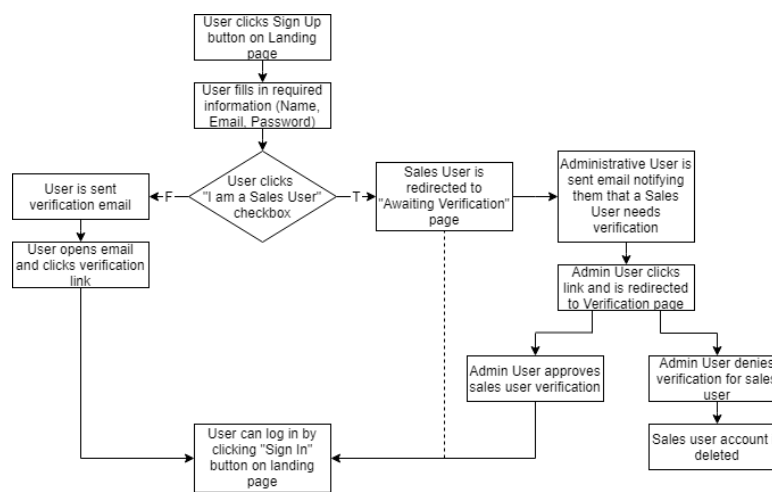 User clicks Sign Up
button on Landing
page
User fills in required
information (Name,
Email, Password)
User clicks
"I am a Sales User"
checkbox
F
T
User is sent
verification email
Sales User is
redirected to
"Awaiting Verification"
page
Administrative User is
sent email notifying
them that a Sales
User needs
verification
User opens email
and clicks verification
link
Admin User clicks
link and is redirected
to Verification page
Admin User approves
sales user verification
Admin User denies
verification for sales
user
User can log in by
clicking "Sign In"
button on landing
page
Sales user account
deleted